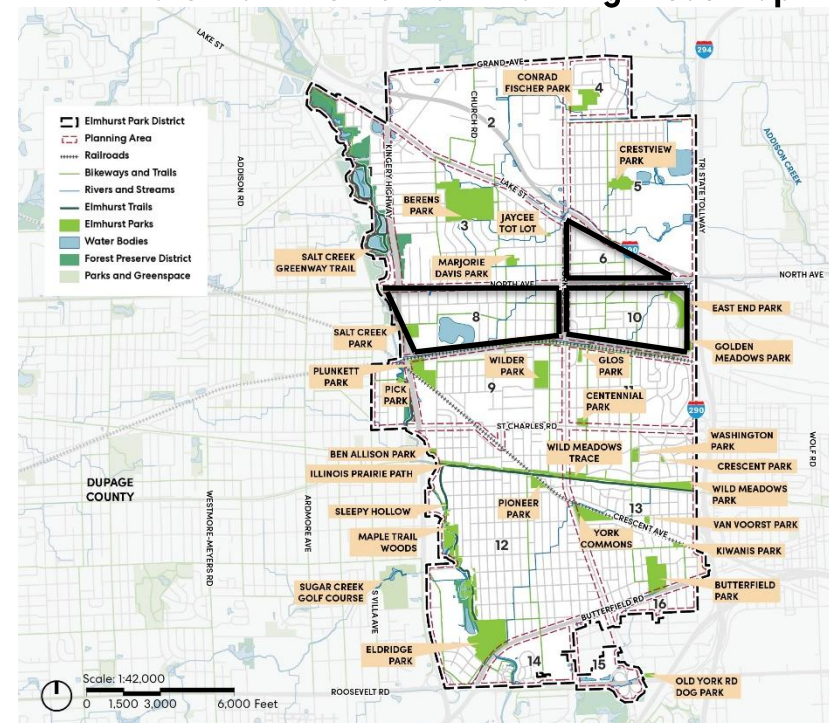 LAKE ST
GRAND AVE
294
CONRAD
FISCHER PARK
4
CHURCH RD
2
Elmhurst Park District
Planning Area
Railroads
Bikeways and Trails
Rivers and Streams
Elmhurst Trails
Elmhurst Parks
Water Bodies
Forest Preserve District
Parks and Greenspace
ADDISON RD
KINGERY HIGHWAY
1
CRESTVIEW
PARK
5
ADDISON CREEK
TRI STATE TOLLWAY
LAKE ST
BERENS
PARK
3
JAYCEE
TOT LOT
290
6
SALT CREEK
GREENWAY TRAIL
MARJORIE
DAVIS PARK
NORTH AVE
NORTH AVE
8
10
EAST END PARK
SALT CREEK
PARK
GOLDEN
MEADOWS PARK
PLUNKETT
PARK
WILDER
PARK
GLOS
PARK
9
11
PICK
PARK
CENTENNIAL
PARK
290
ST CHARLES RD
WASHINGTON
PARK
WOLF RD
BEN ALLISON PARK
WILD MEADOWS
TRACE
CRESCENT PARK
ILLINOIS PRAIRIE PATH
DUPAGE
COUNTY
WILD MEADOWS
PARK
WESTMORE-MEYERS RD
ARDMORE AVE
SLEEPY HOLLOW
PIONEER
PARK
13
CRESCENT AVE
VAN VOORST PARK
MAPLE TRAIL
WOODS
12
YORK
COMMONS
KIWANIS PARK
SUGAR CREEK
GOLF COURSE
S VILLA AVE
BUTTERFIELD
PARK
BUTTERFIELD RD
16
ELDRIDGE
PARK
14
15
OLD YORK RD
DOG PARK
Scale: 1:42,000
0 1,500 3,000 6,000 Feet
ROOSEVELT RD